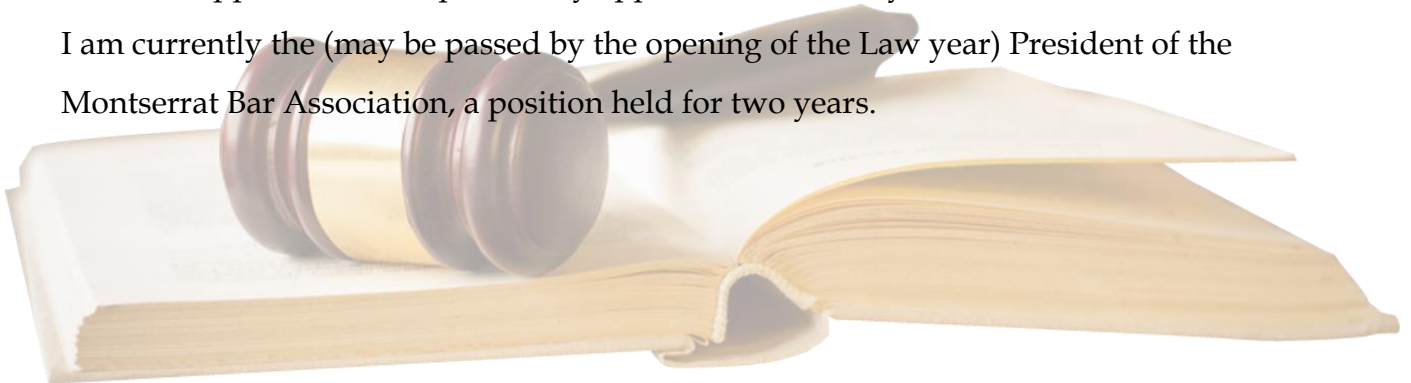 I am currently the (may be passed by the opening of the Law year) President of the
Montserrat Bar Association, a position held for two years.